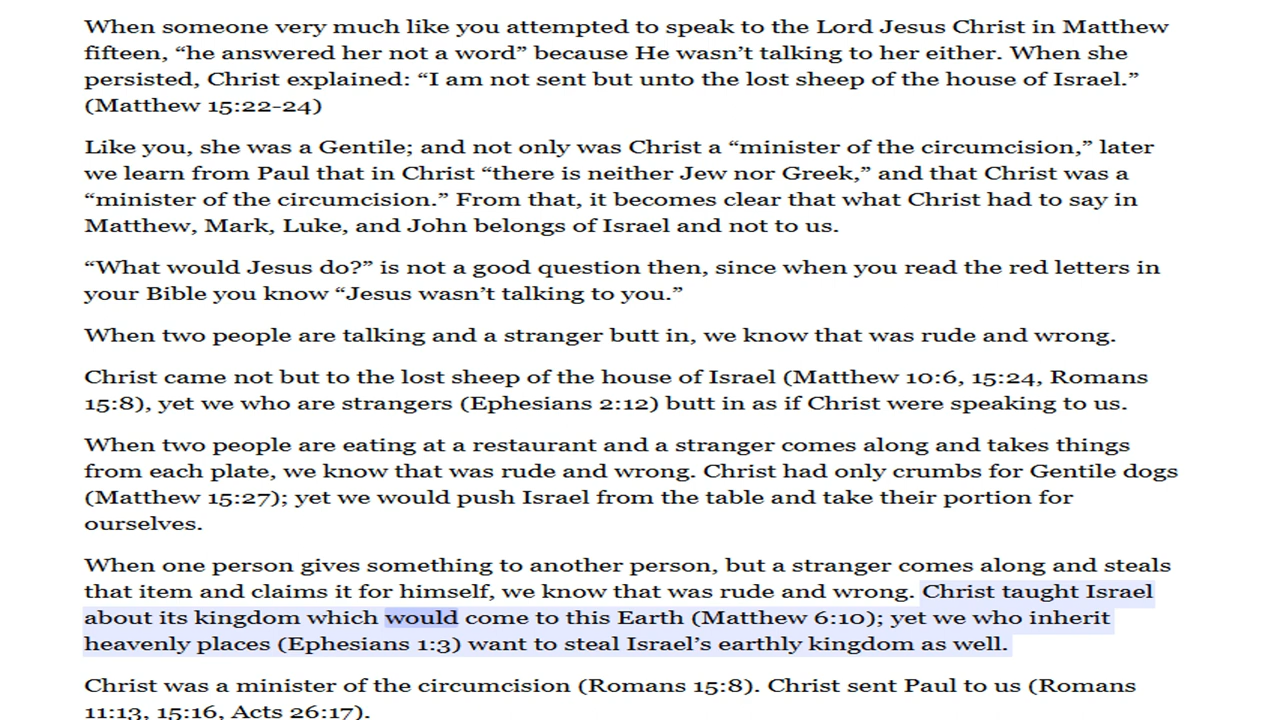 When someone very much like you attempted to speak to the Lord Jesus Christ in Matthew
fifteen, “he answered her not a word” because He wasn’t talking to her either. When she
persisted, Christ explained: “I am not sent but unto the lost sheep of the house of Israel.”
(Matthew 15:22-24)
Like you, she was a Gentile; and not only was Christ a “minister of the circumcision,” later
we learn from Paul that in Christ “there is neither Jew nor Greek,” and that Christ was a
“minister of the circumcision.” From that, it becomes clear that what Christ had to say in
Matthew, Mark, Luke, and John belongs of Israel and not to us.
“What would Jesus do?” is not a good question then, since when you read the red letters in
your Bible you know “Jesus wasn’t talking to you.”
When two people are talking and a stranger butt in, we know that was rude and wrong.
Christ came not but to the lost sheep of the house of Israel (Matthew 10:6, 15:24, Romans
15:8), yet we who are strangers (Ephesians 2:12) butt in as if Christ were speaking to us.
When two people are eating at a restaurant and a stranger comes along and takes things
from each plate, we know that was rude and wrong. Christ had only crumbs for Gentile dogs
(Matthew 15:27); yet we would push Israel from the table and take their portion for
ourselves.
When one person gives something to another person, but a stranger comes along and steals
that item and claims it for himself, we know that was rude and wrong. Christ taught Israel
about its kingdom which would come to this Earth (Matthew 6:10); yet we who inherit
heavenly places (Ephesians 1:3) want to steal Israel’s earthly kingdom as well.
Christ was a minister of the circumcision (Romans 15:8). Christ sent Paul to us (Romans
11:13, 15:16, Acts 26:17).